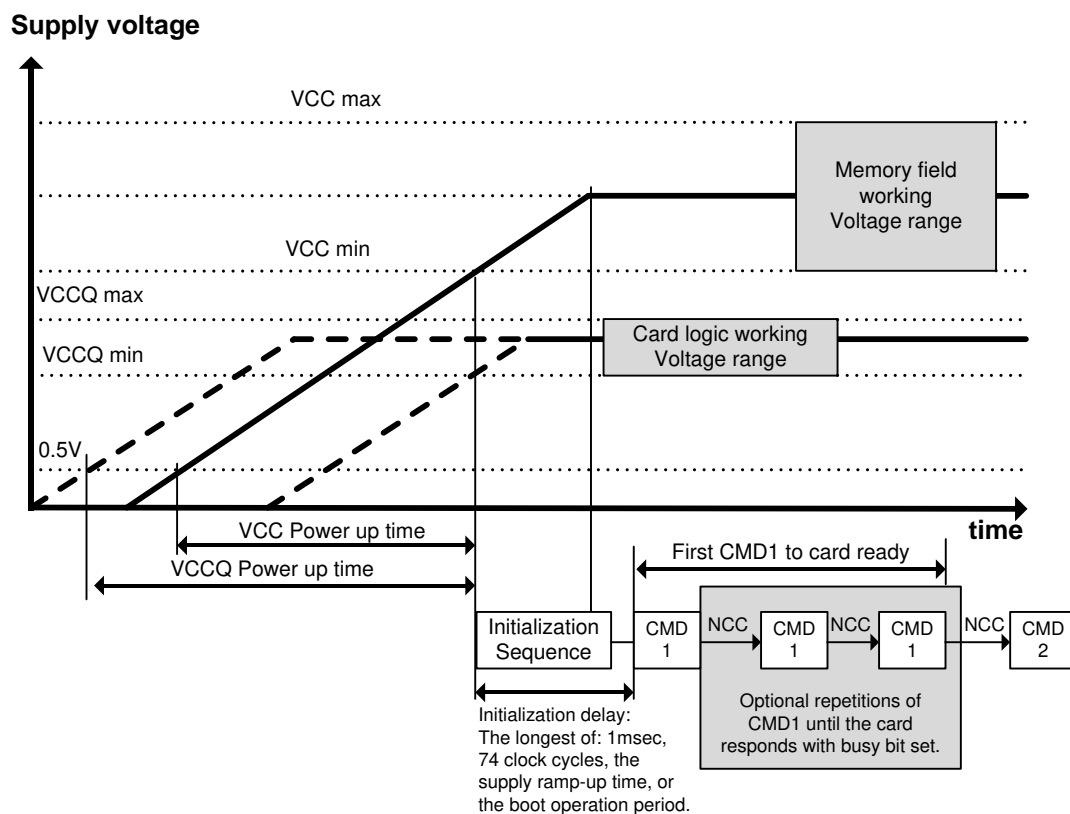 Supply voltage
VCC max
Memory field
working
Voltage range
VCC min
VCCQ max
Card logic working
Voltage range
VCCQ min
0.5V
time
VCC Power up time
First CMD1 to card ready
VCCQ Power up time
Initialization
Sequence
CMD
1
NCC
CMD
1
NCC
CMD
1
NCC
CMD
2
Optional repetitions of
CMD1 until the card
responds with busy bit set.
Initialization delay:
The longest of: 1msec,
74 clock cycles, the
supply ramp-up time, or
the boot operation period.